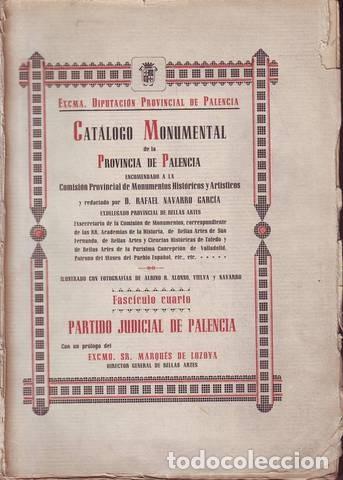 EXCMA. DIPUTACIÓN PROVINCIAL DE PALENCIA
CATÁLOGO MONUMENTAL
de la
PROVINCIA DE PALENCIA
ENCOMENDADO A LA
Comisión Provincial de Monumentos Históricos y Artísticos
y redactado por D. RAFAEL NAVARRO GARCÍA
EXDELEGADO PROVINCIAL DE BELLAS ARTES
Exsecretario de la Comisión de Monumentos, correspondiente
de las RR. Academias de la Historia, de Bellas Artes de San
Fernando, de Bellas Artes y Ciencias Históricas de Toledo y
de Bellas Artes de la Purísima Concepción de Valladolid,
Patrono del Museo del Pueblo Español, etc., etc. . . . . .
ILUSTRADO CON FOTOGRAFÍAS DE ALBINO R. ALONSO, VIELVA Y NAVARRO
Fascículo cuarto
PARTIDO JUDICIAL DE PALENCIA
Con un prólogo del
EXCMO. SR. MARQUÉS DE LOZOYA
DIRECTOR GENERAL DE BELLAS ARTES
todocoleccion.net